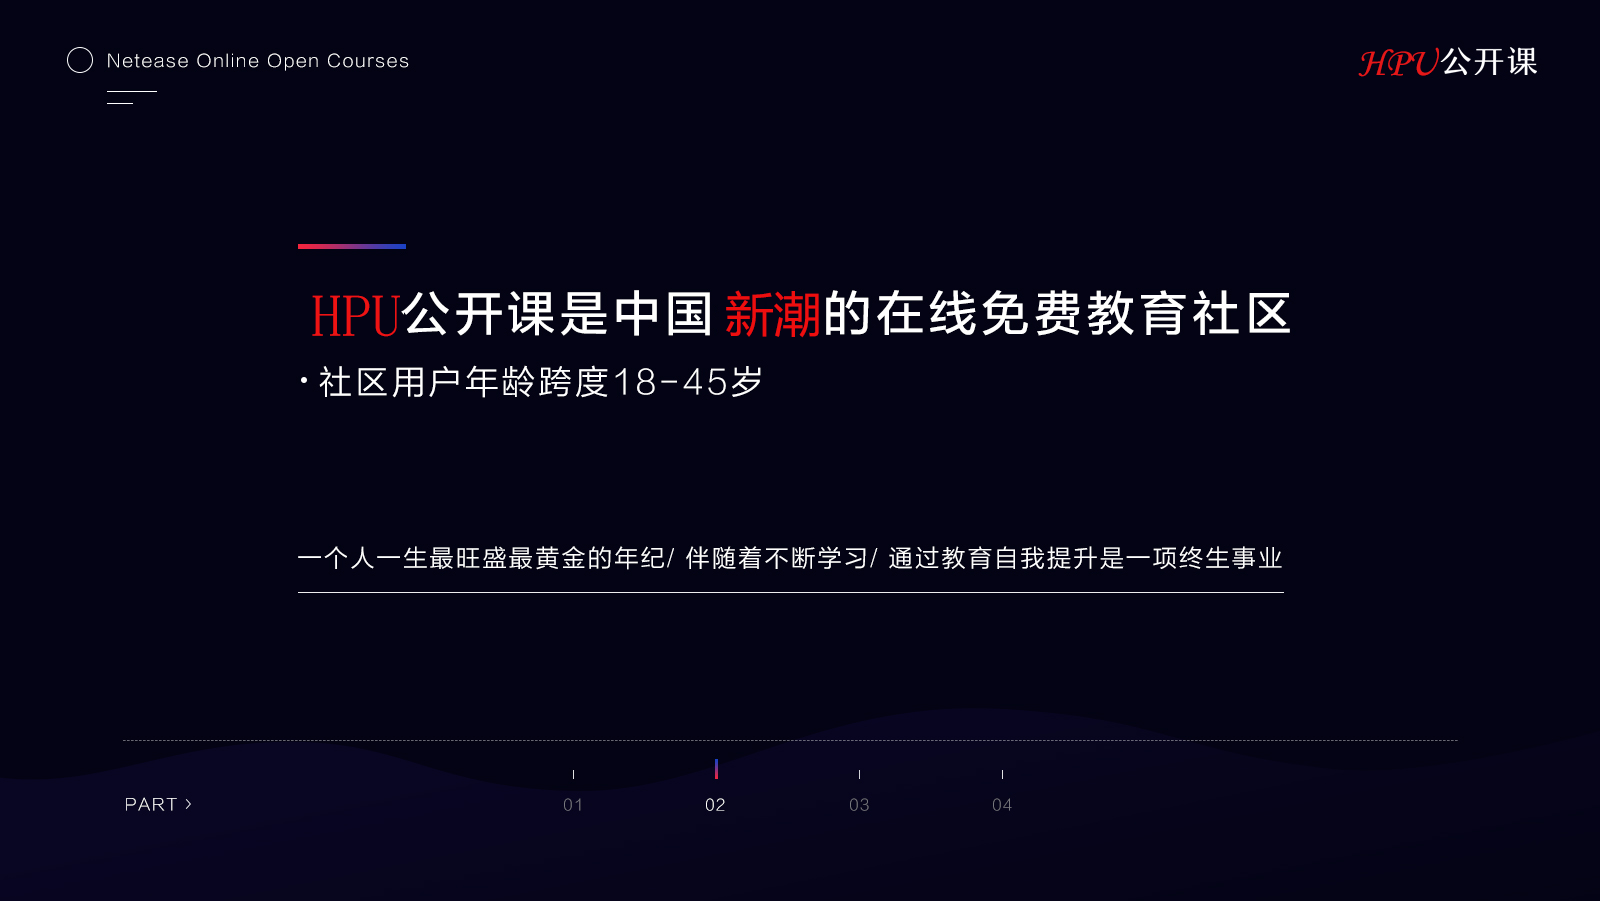 Netease Online Open Courses
HPU公开课
HPU公开课是中国 新潮的在线免费教育社区
·社区用户年龄跨度18-45岁
一个人一生最旺盛最黄金的年纪/ 伴随着不断学习/ 通过教育自我提升是一项终生事业
PART >
01 02 03 04